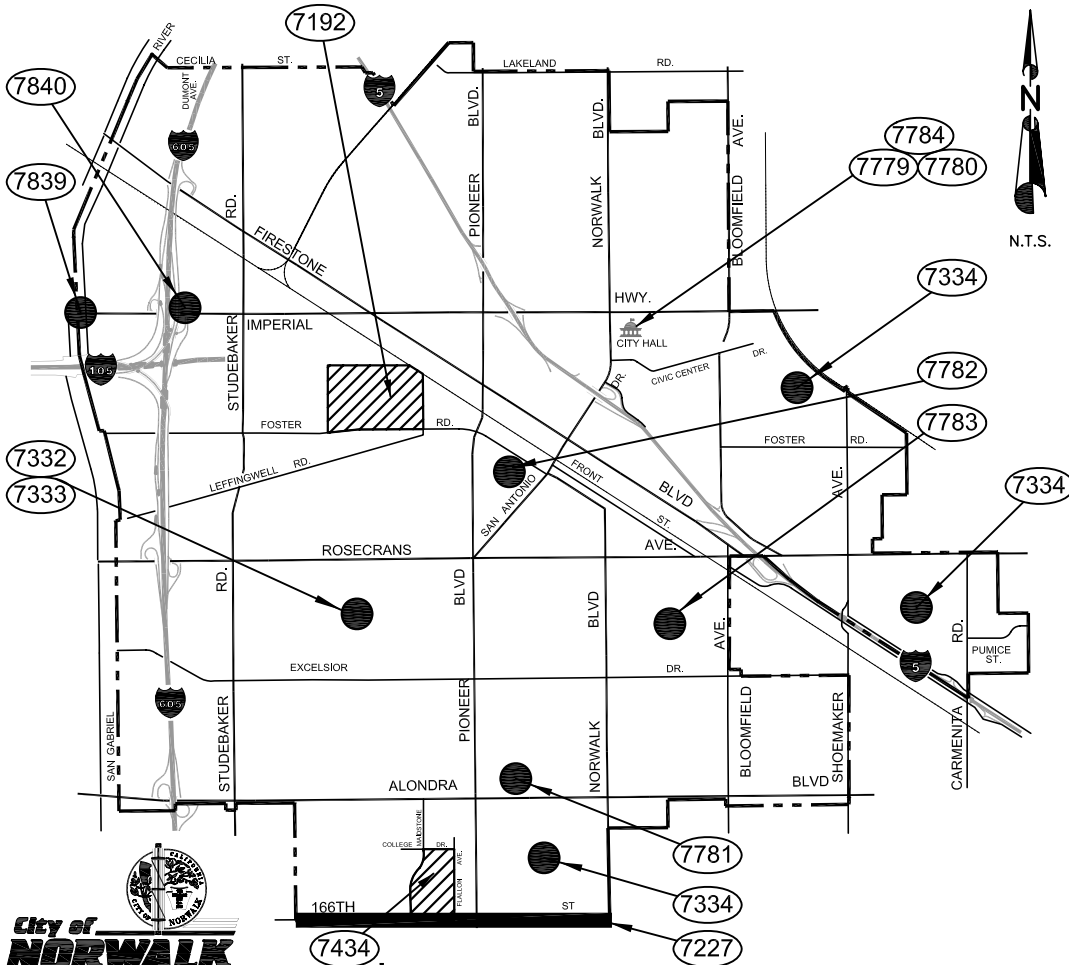 7192
RIVER
CECILIA
ST.
LAKELAND
RD.
7840
DUMONT
AVE.
5
605
BLVD.
BLVD.
AVE.
N
7784
7779
7780
N.T.S.
7839
RD.
PIONEER
NORWALK
BLOOMFIELD
FIRESTONE
7334
HWY.
IMPERIAL
CITY HALL
DR.
105
STUDEBAKER
CIVIC CENTER
DR.
7782
7783
FOSTER
RD.
FOSTER
RD.
7332
7333
LEFFINGWELL
RD.
SAN ANTONIO
FRONT
ST.
BLVD
AVE.
7334
ROSECRANS
AVE.
RD.
BLVD
BLVD
AVE.
RD.
PUMICE
ST.
EXCELSIOR
DR.
5
605
SAN GABRIEL
STUDEBAKER
PIONEER
NORWALK
BLOOMFIELD
SHOEMAKER
CARMENITA
ALONDRA
BLVD
7781
COLLEGE
MAIDSTONE
DR.
FLALLON
AVE.
7334
166TH
ST
CALIFORNIA
CITY OF
NORWALK
City of
NORWALK
7434
7227